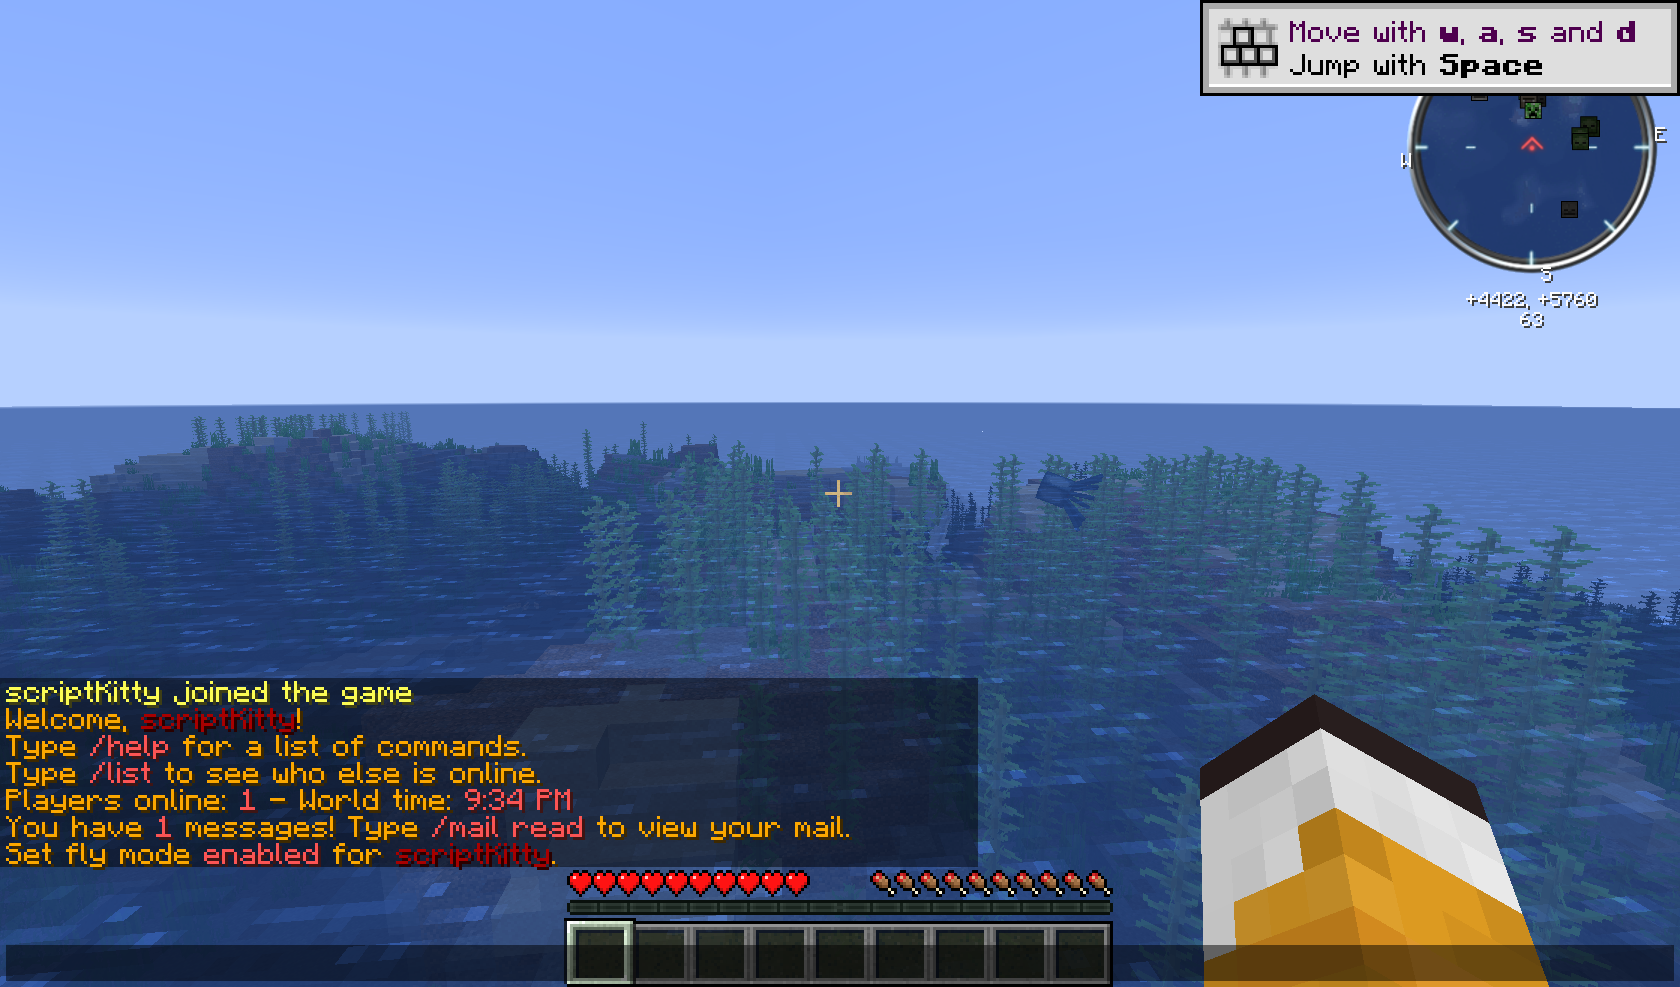 Move with w, a, s and d
Jump with Space
W
E
S
+4422, +5760
63
scriptKitty joined the game
Welcome, scriptKitty!
Type /help for a list of commands.
Type /list to see who else is online.
Players online: 1 - World time: 9:34 PM
You have 1 messages! Type /mail read to view your mail.
Set fly mode enabled for scriptKitty.